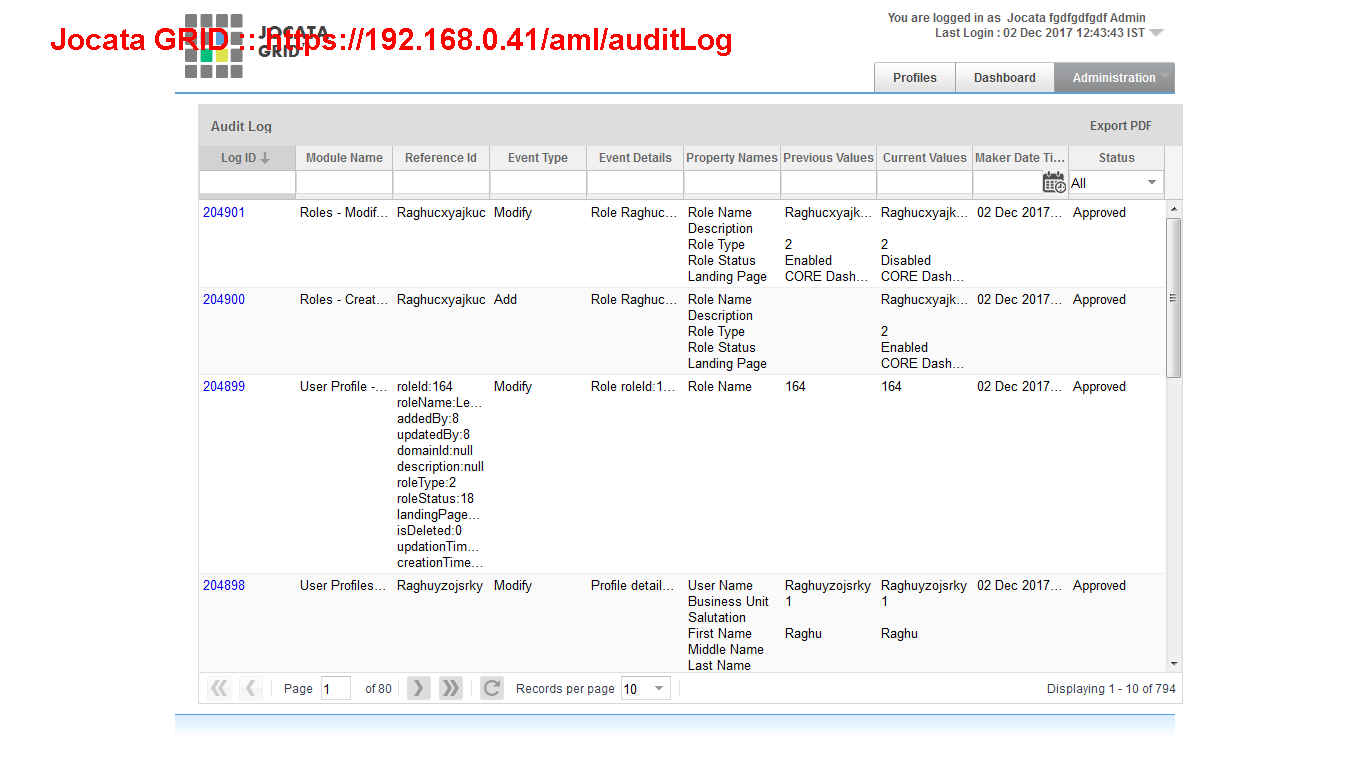 You are logged in as Jocata fgdfgdfgdf Admin
Last Login : 02 Dec 2017 12:43:43 IST
JOCATA
GRID
Jocata GRID :: https://192.168.0.41/aml/auditLog
Profiles Dashboard Administration
Audit Log Export PDF
Log ID Module Name Reference Id Event Type Event Details Property Names Previous Values Current Values Maker Date Ti... Status
All
204901 Roles - Modif... Raghucxyajkuc Modify Role Raghuc... Role Name Raghucxyajk... Raghucxyajk... 02 Dec 2017... Approved
Description
Role Type 2 2
Role Status Enabled Disabled
Landing Page CORE Dash... CORE Dash...
204900 Roles - Creat... Raghucxyajkuc Add Role Raghuc... Role Name Raghucxyajk... 02 Dec 2017... Approved
Description
Role Type 2
Role Status Enabled
Landing Page CORE Dash...
204899 User Profile -... roleId:164 Modify Role roleId:1... Role Name 164 164 02 Dec 2017... Approved
roleName:Le...
addedBy:8
updatedBy:8
domainId:null
description:null
roleType:2
roleStatus:18
landingPage...
isDeleted:0
updationTim...
creationTime...
204898 User Profiles... Raghuyzojsrky Modify Profile detail... User Name Raghuyzojsrky Raghuyzojsrky 02 Dec 2017... Approved
Business Unit 1 1
Salutation
First Name Raghu Raghu
Middle Name
Last Name
Page 1 of 80 Records per page 10 Displaying 1 - 10 of 794